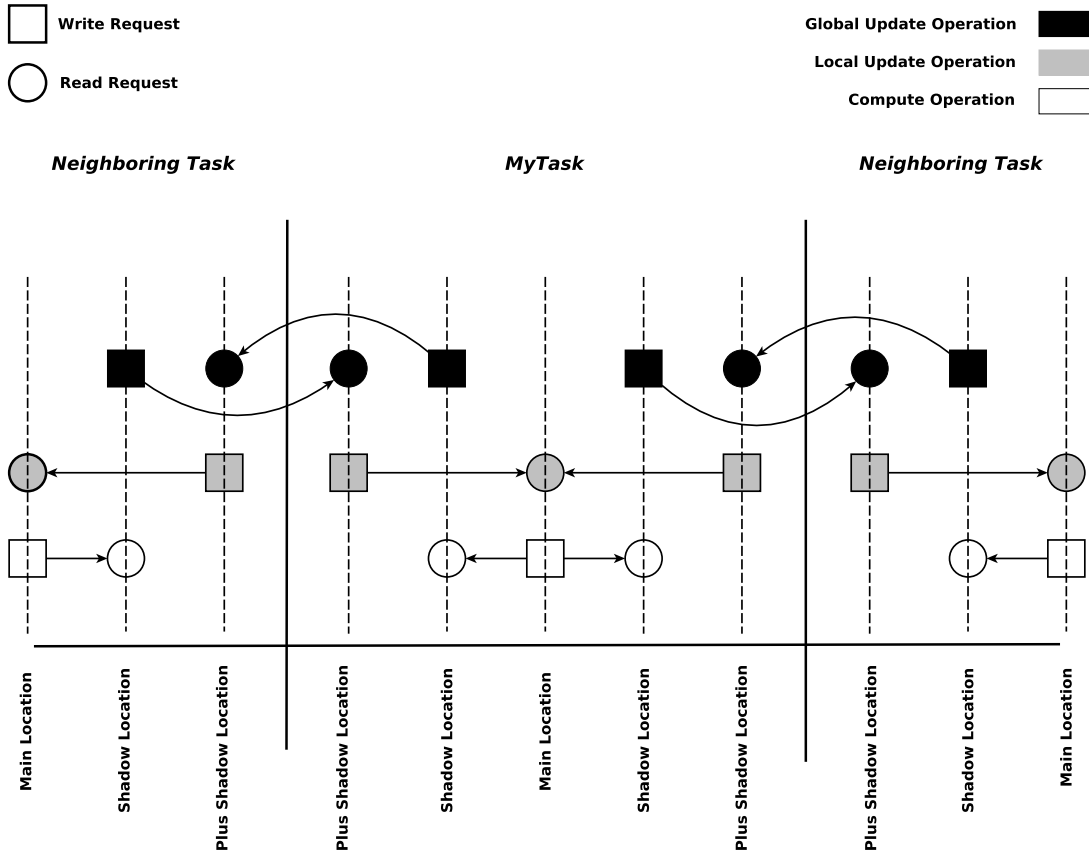 Write Request
Read Request
Global Update Operation
Local Update Operation
Compute Operation
Neighboring Task
MyTask
Neighboring Task
Main Location
Shadow Location
Plus Shadow Location
Plus Shadow Location
Shadow Location
Main Location
Shadow Location
Plus Shadow Location
Plus Shadow Location
Shadow Location
Main Location